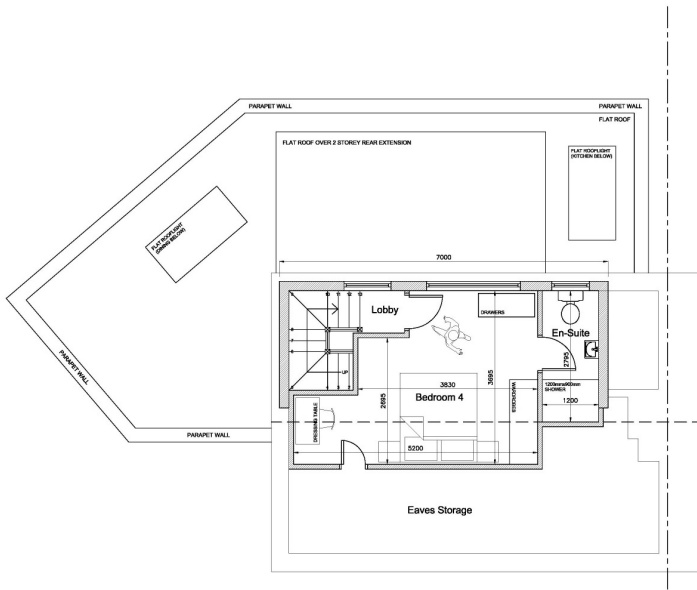 PARAPET WALL
PARAPET WALL
FLAT ROOF
FLAT ROOF OVER 2 STOREY REAR EXTENSION
FLAT ROOFLIGHT
(KITCHEN BELOW)
FLAT ROOFLIGHT
(DINING BELOW)
7000
Lobby
DRAWERS
En-Suite
2795
UP
3830
3695
1200mmx900mm
SHOWER
Bedroom 4
WARDROBES
2695
1200
DRESSING TABLE
PARAPET WALL
PARAPET WALL
5200
Eaves Storage